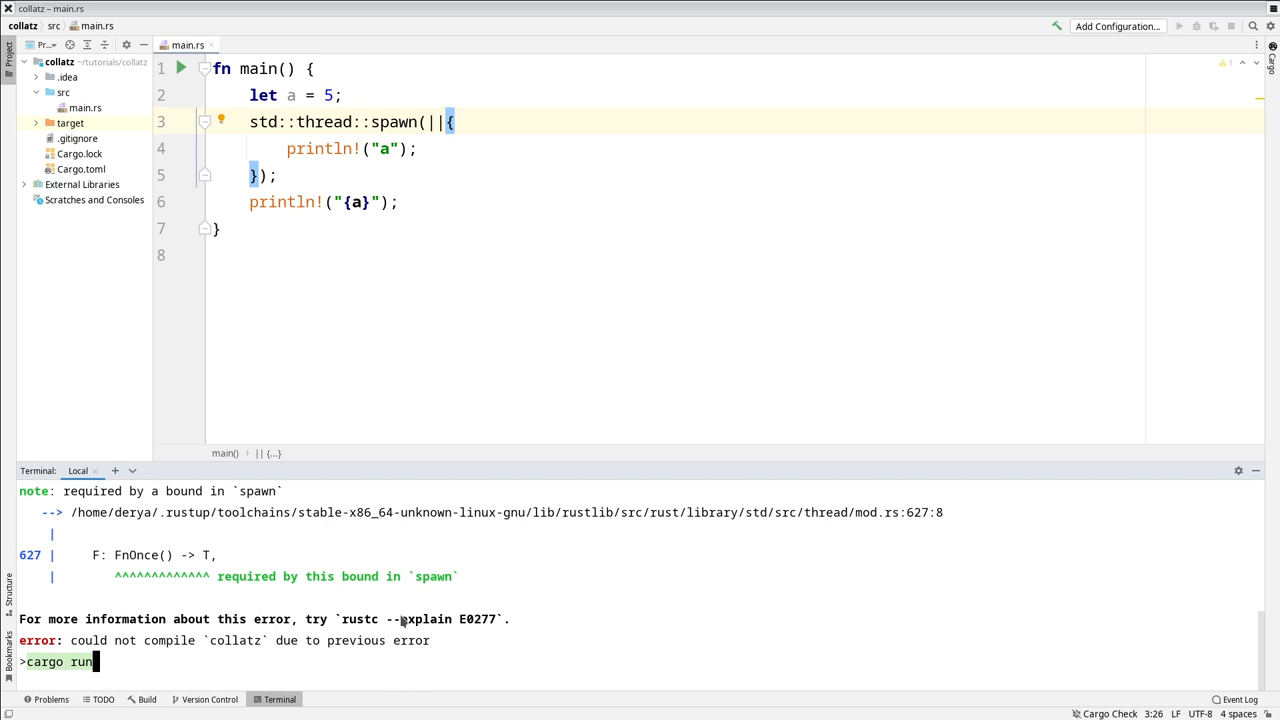 collatz – main.rs
collatz src main.rs
Add Configuration...
Project
Pr...
main.rs
Cargo
collatz ~/tutorials/collatz
.idea
src
main.rs
target
.gitignore
Cargo.lock
Cargo.toml
External Libraries
Scratches and Consoles
1 fn main() {
2 let a = 5;
3 std::thread::spawn(||{
4 println!("a");
5 });
6 println!("{a}");
7 }
8
1
main() › || {...}
Terminal: Local
note: required by a bound in `spawn`
--> /home/derya/.rustup/toolchains/stable-x86_64-unknown-linux-gnu/lib/rustlib/src/rust/library/std/src/thread/mod.rs:627:8
|
627 | F: FnOnce() -> T,
| ^^^^^^^^^^^^^ required by this bound in `spawn`
For more information about this error, try `rustc --explain E0277`.
error: could not compile `collatz` due to previous error
>cargo run
Structure
Bookmarks
Problems TODO Build Version Control Terminal Event Log
Cargo Check 3:26 LF UTF-8 4 spaces